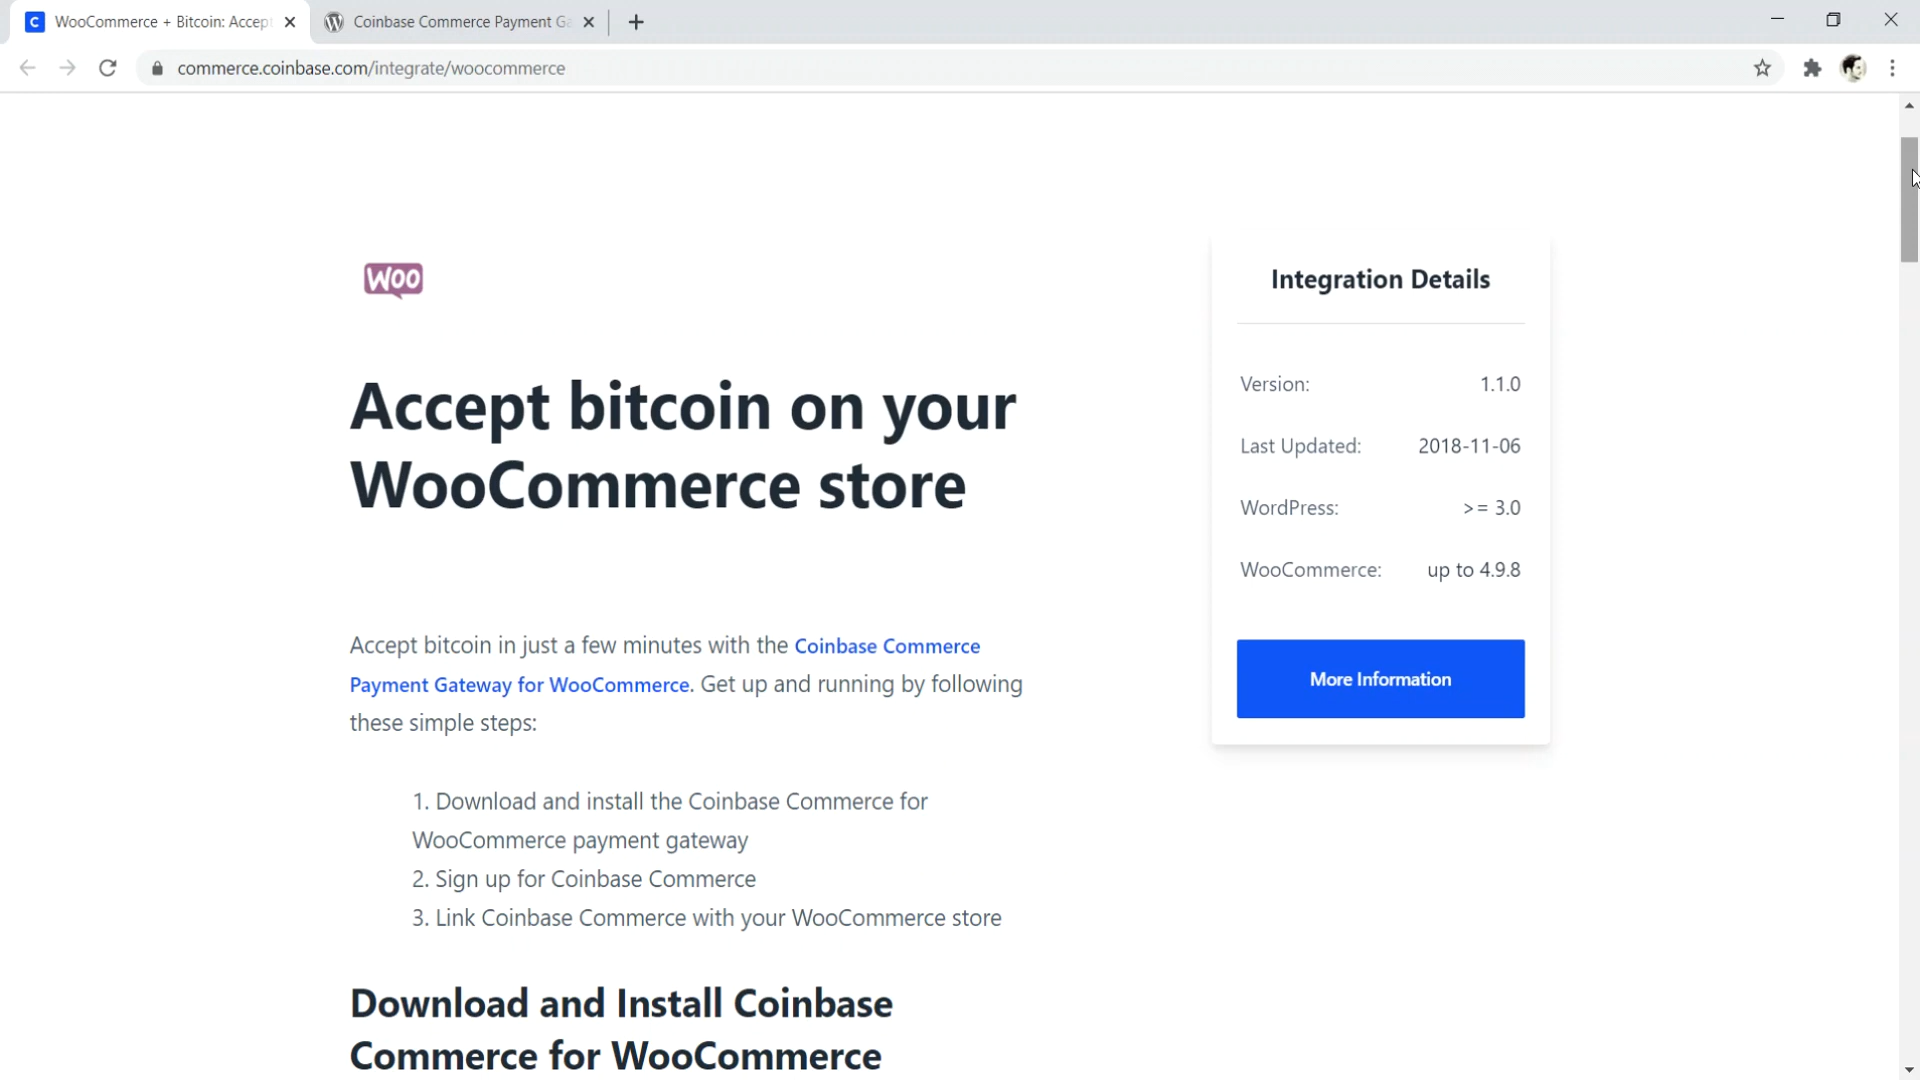 WooCommerce + Bitcoin: Accept
Coinbase Commerce Payment Ga
commerce.coinbase.com/integrate/woocommerce
Woo
Accept bitcoin on your
WooCommerce store
Accept bitcoin in just a few minutes with the Coinbase Commerce
Payment Gateway for WooCommerce. Get up and running by following
these simple steps:
1. Download and install the Coinbase Commerce for
WooCommerce payment gateway
2. Sign up for Coinbase Commerce
3. Link Coinbase Commerce with your WooCommerce store
Download and Install Coinbase
Commerce for WooCommerce
Integration Details
Version: 1.1.0
Last Updated: 2018-11-06
WordPress: >= 3.0
WooCommerce: up to 4.9.8
More Information